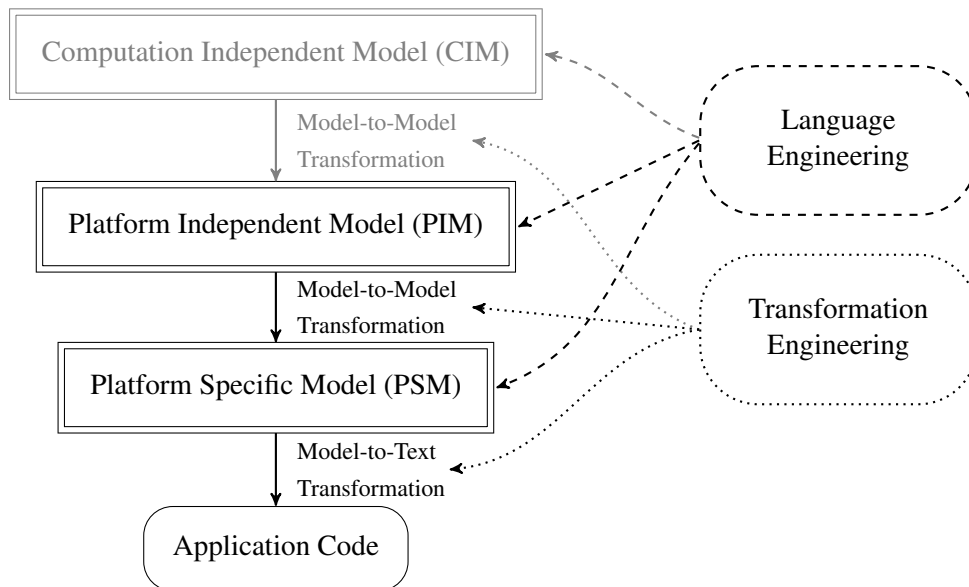 Computation Independent Model (CIM)
Model-to-Model
Transformation
Platform Independent Model (PIM)
Model-to-Model
Transformation
Platform Specific Model (PSM)
Model-to-Text
Transformation
Application Code
Language
Engineering
Transformation
Engineering